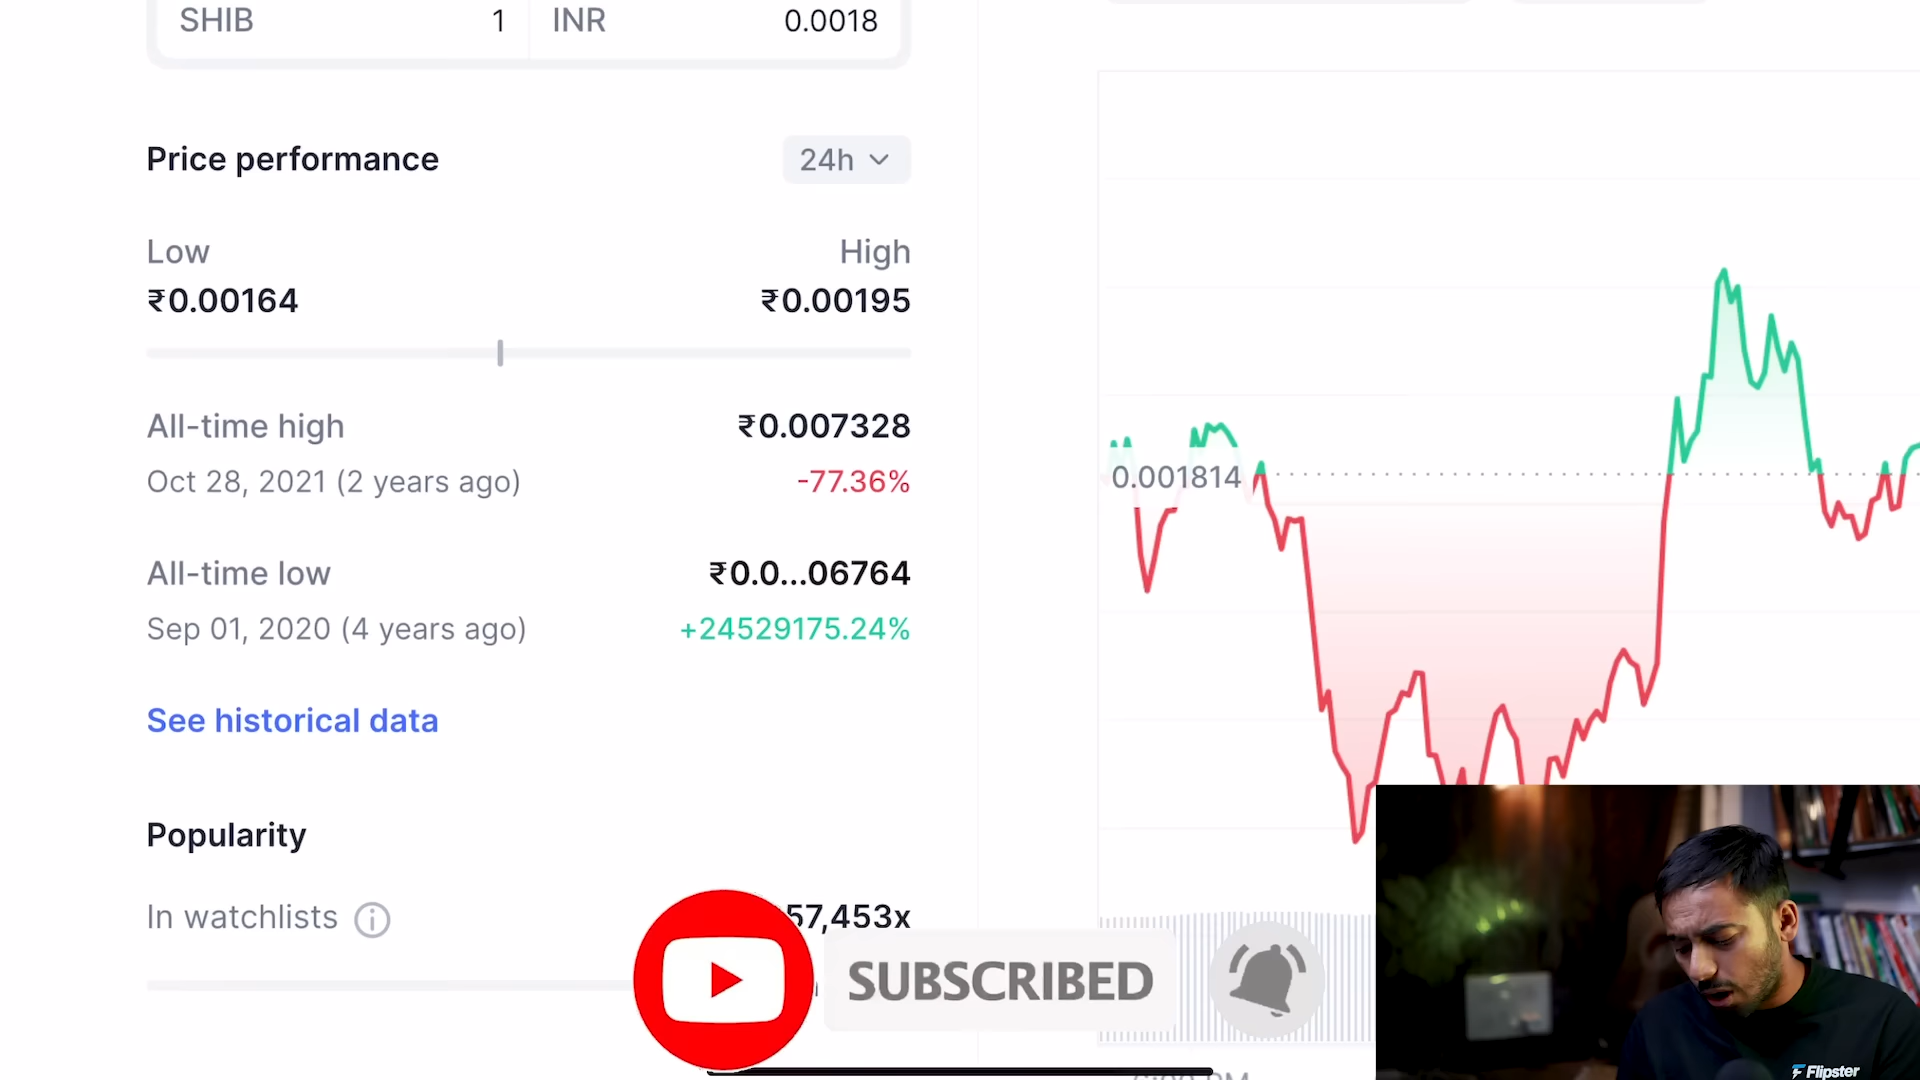 SHIB 1 INR 0.0018
Price performance 24h
Low High
₹0.00164 ₹0.00195
All-time high ₹0.007328
Oct 28, 2021 (2 years ago) -77.36%
All-time low ₹0.0...06764
Sep 01, 2020 (4 years ago) +24529175.24%
See historical data
Popularity
In watchlists 57,453x
SUBSCRIBED
0.001814
Flipster